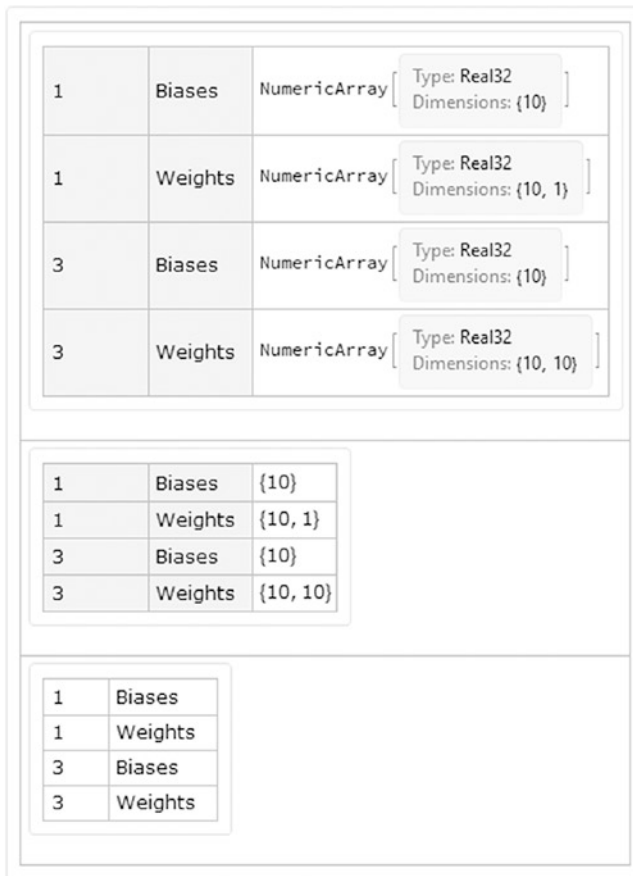 1 Biases NumericArray[ Type: Real32 Dimensions: {10} ]
1 Weights NumericArray[ Type: Real32 Dimensions: {10, 1} ]
3 Biases NumericArray[ Type: Real32 Dimensions: {10} ]
3 Weights NumericArray[ Type: Real32 Dimensions: {10, 10} ]
1 Biases {10}
1 Weights {10, 1}
3 Biases {10}
3 Weights {10, 10}
1 Biases
1 Weights
3 Biases
3 Weights